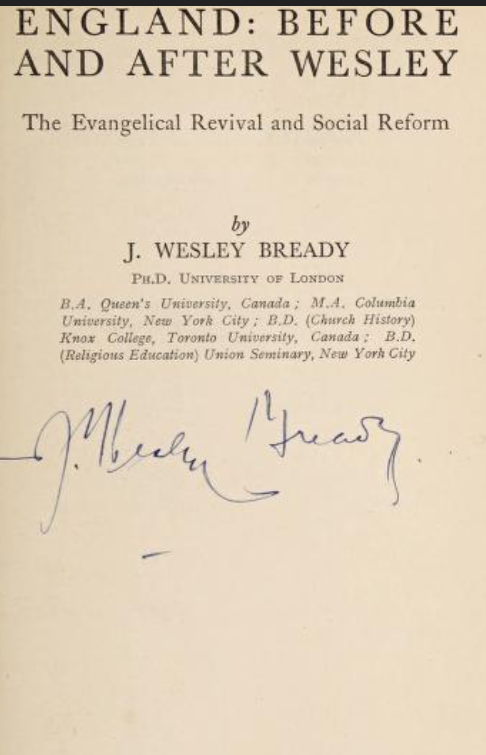 ENGLAND: BEFORE
AND AFTER WESLEY
The Evangelical Revival and Social Reform
by
J. WESLEY BREADY
PH.D. UNIVERSITY OF LONDON
B.A. Queen's University, Canada; M.A. Columbia
University, New York City; B.D. (Church History)
Knox College, Toronto University, Canada; B.D.
(Religious Education) Union Seminary, New York City
J. Wesley Bready.